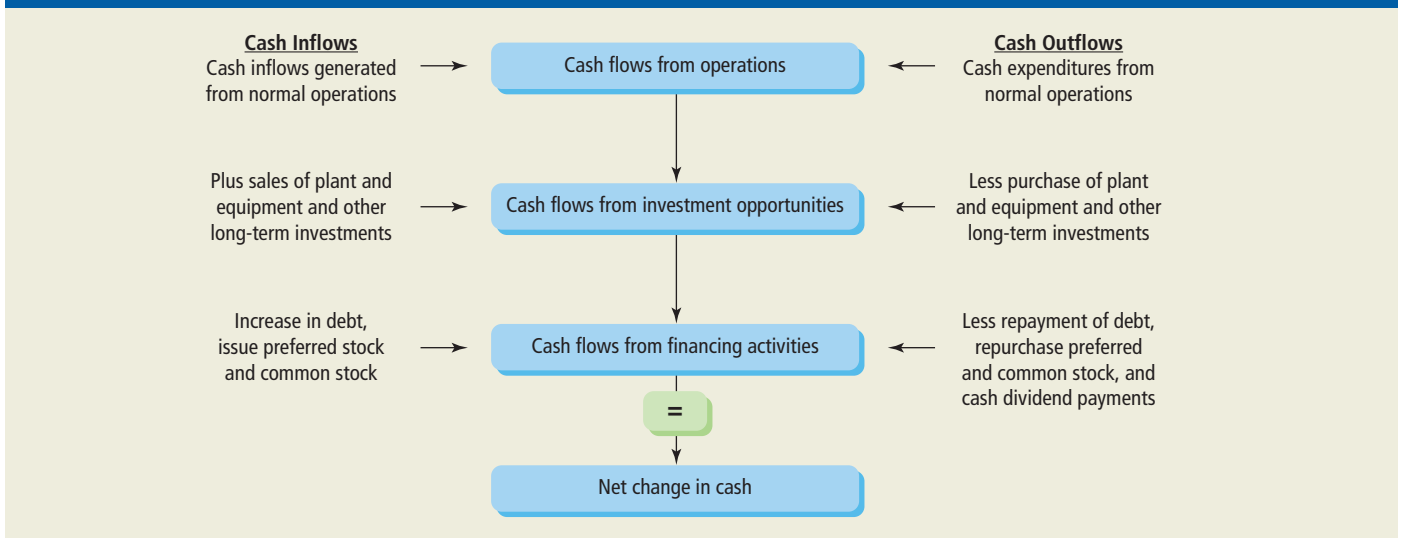 Cash Inflows
Cash inflows generated
from normal operations
Cash flows from operations
Cash Outflows
Cash expenditures from
normal operations
Plus sales of plant and
equipment and other
long-term investments
Cash flows from investment opportunities
Less purchase of plant
and equipment and other
long-term investments
Increase in debt,
issue preferred stock
and common stock
Cash flows from financing activities
Less repayment of debt,
repurchase preferred
and common stock, and
cash dividend payments
=
Net change in cash